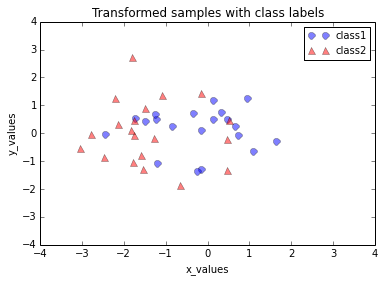 Transformed samples with class labels
4
3
2
1
0
−1
−2
−3
−4
y_values
class1
class2
−4 −3 −2 −1 0 1 2 3 4
x_values